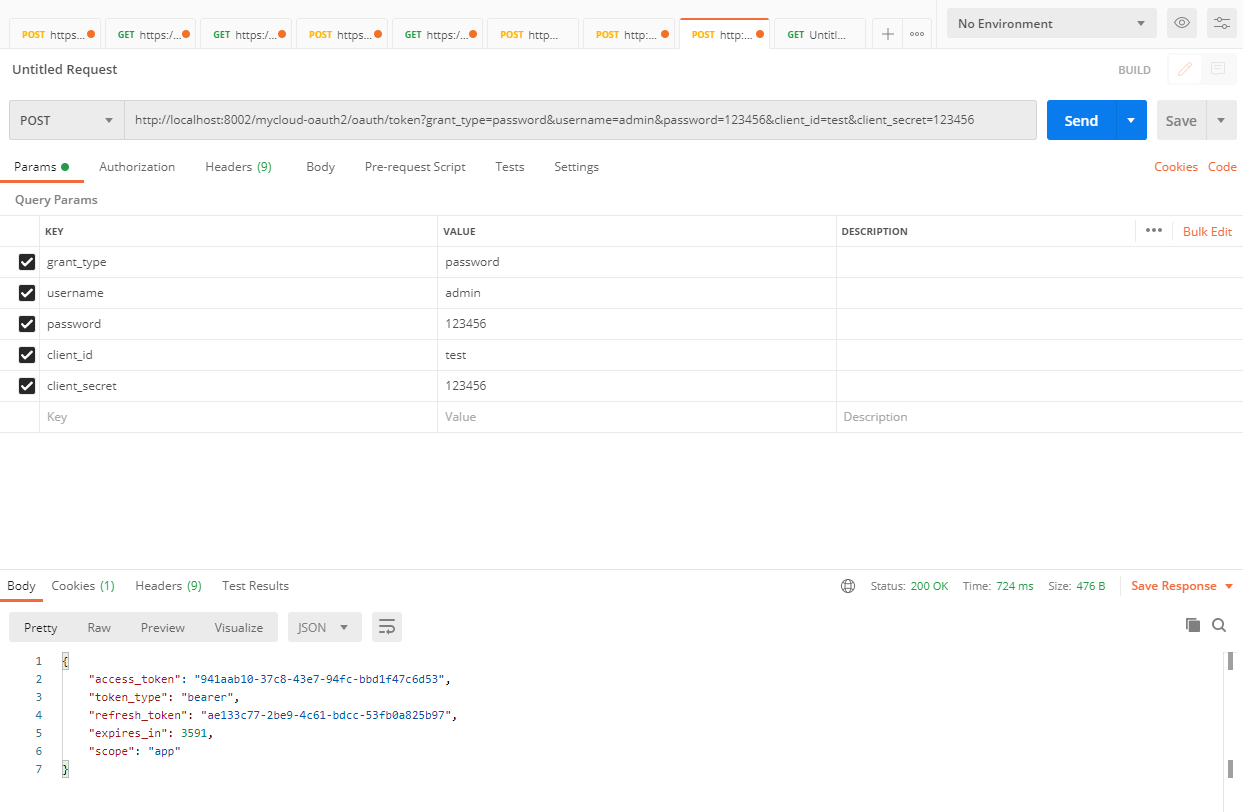 POST https... GET https:/... GET https:/... POST https... GET https:/... POST http... POST http:... POST http:... GET Untitl... No Environment
Untitled Request BUILD
POST http://localhost:8002/mycloud-oauth2/oauth/token?grant_type=password&username=admin&password=123456&client_id=test&client_secret=123456 Send Save
Params Authorization Headers (9) Body Pre-request Script Tests Settings Cookies Code
Query Params
KEY VALUE DESCRIPTION ••• Bulk Edit
grant_type password
username admin
password 123456
client_id test
client_secret 123456
Key Value Description
Body Cookies (1) Headers (9) Test Results Status: 200 OK Time: 724 ms Size: 476 B Save Response
Pretty Raw Preview Visualize JSON
1 {
2 "access_token": "941aab10-37c8-43e7-94fc-bbd1f47c6d53",
3 "token_type": "bearer",
4 "refresh_token": "ae133c77-2be9-4c61-bdcc-53fb0a825b97",
5 "expires_in": 3591,
6 "scope": "app"
7 }